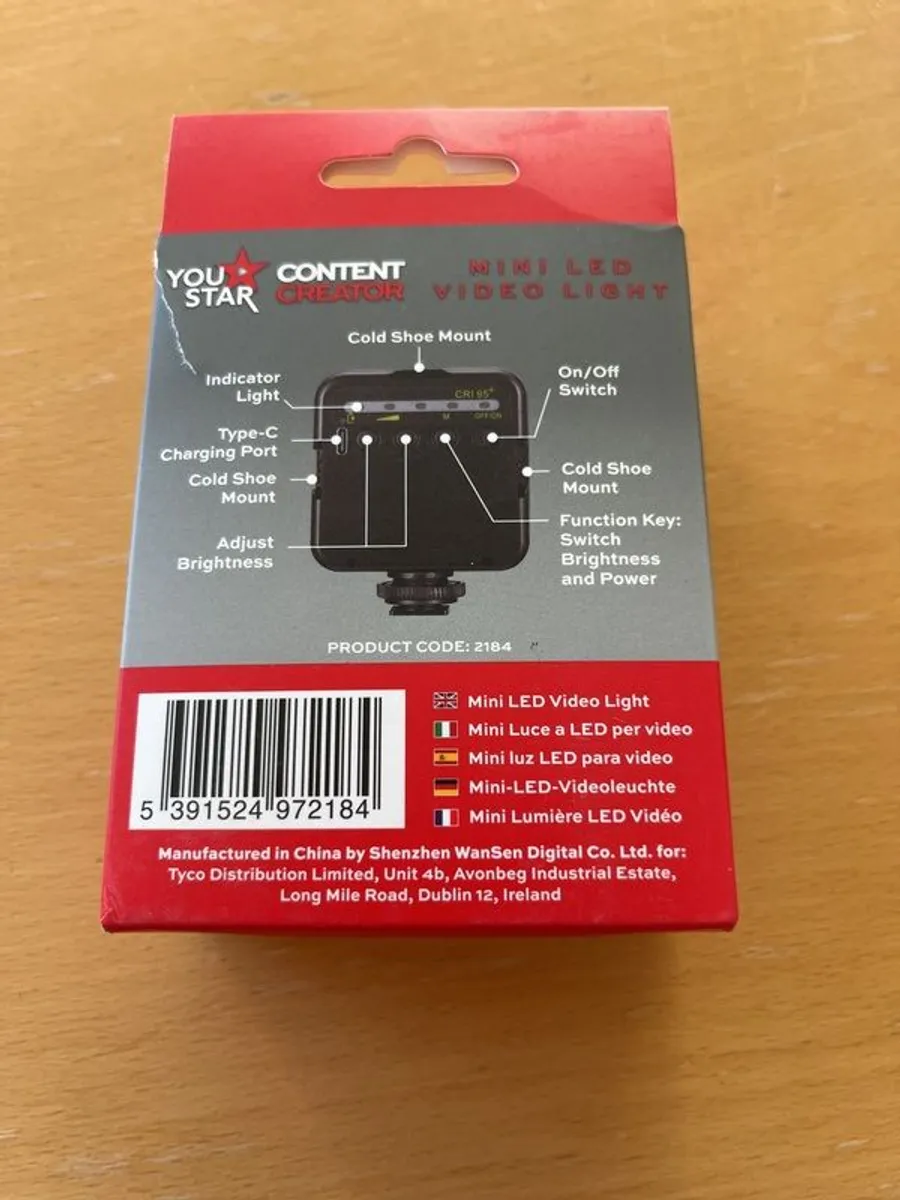 YOU STAR
CONTENT CREATOR
MINI LED
VIDEO LIGHT
Cold Shoe Mount
Indicator
Light
CRI 95+
On/Off
Switch
M
OFF/ON
Type-C
Charging Port
Cold Shoe
Mount
Cold Shoe
Mount
Function Key:
Switch
Brightness
and Power
Adjust
Brightness
PRODUCT CODE: 2184
5 391524 972184
Mini LED Video Light
Mini Luce a LED per video
Mini luz LED para video
Mini-LED-Videoleuchte
Mini Lumière LED Vidéo
Manufactured in China by Shenzhen WanSen Digital Co. Ltd. for:
Tyco Distribution Limited, Unit 4b, Avonbeg Industrial Estate,
Long Mile Road, Dublin 12, Ireland